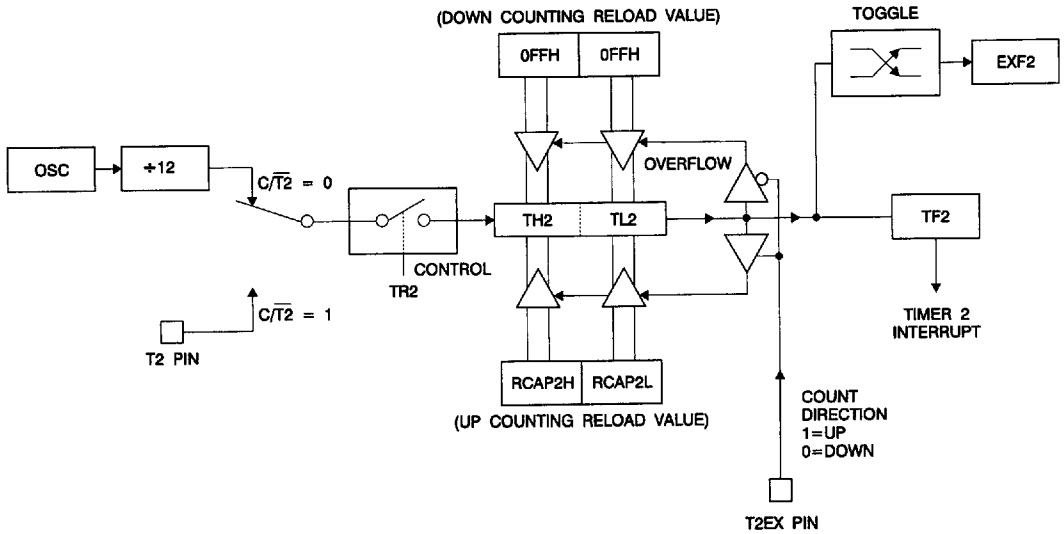 (DOWN COUNTING RELOAD VALUE)
TOGGLE
0FFH 0FFH
EXF2
OSC
÷12
OVERFLOW
C/T2̅ = 0
TH2 TL2
TF2
CONTROL
TR2
C/T2̅ = 1
T2 PIN
TIMER 2
INTERRUPT
RCAP2H RCAP2L
(UP COUNTING RELOAD VALUE)
COUNT
DIRECTION
1=UP
0=DOWN
T2EX PIN